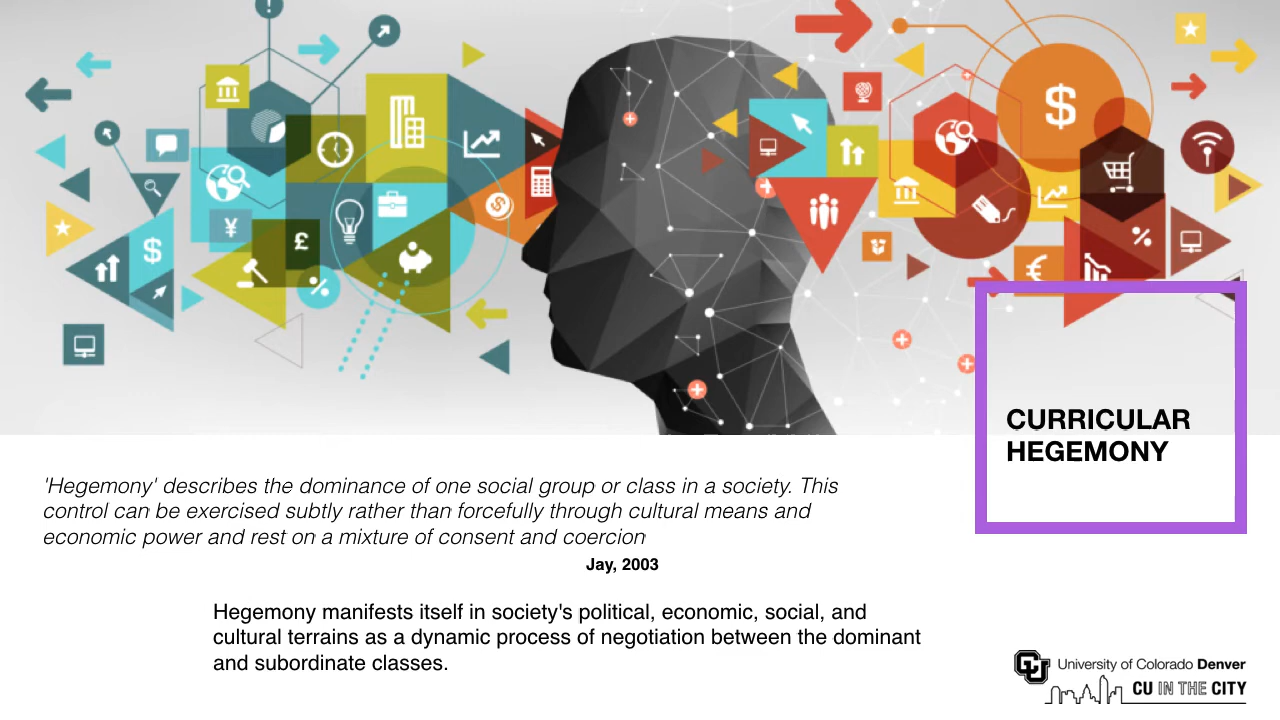 CURRICULAR
HEGEMONY
'Hegemony' describes the dominance of one social group or class in a society. This
control can be exercised subtly rather than forcefully through cultural means and
economic power and rest on a mixture of consent and coercion
Jay, 2003
Hegemony manifests itself in society's political, economic, social, and
cultural terrains as a dynamic process of negotiation between the dominant
and subordinate classes.
CU University of Colorado Denver
CU IN THE CITY